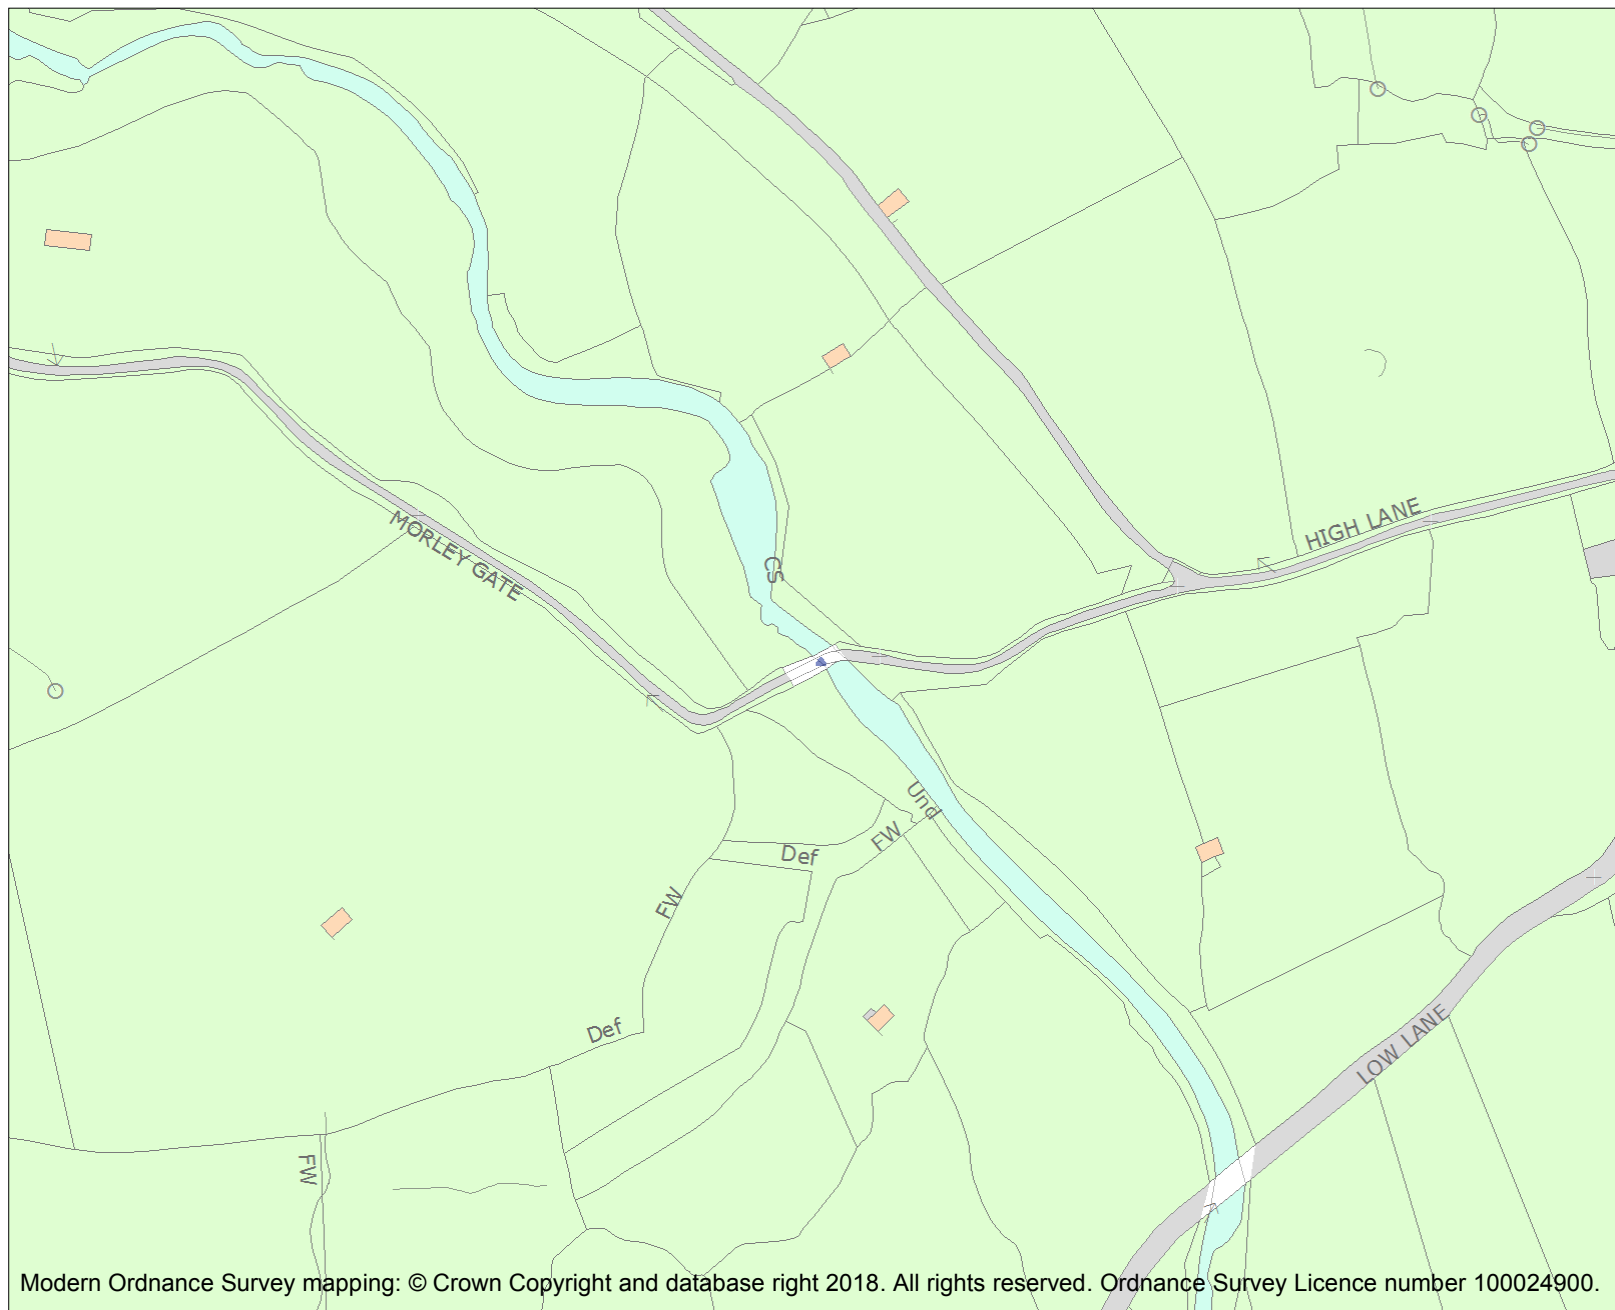 MORLEY GATE
CS
HIGH LANE
Und
FW
Def
FW
Def
LOW LANE
FW
Modern Ordnance Survey mapping: © Crown Copyright and database right 2018. All rights reserved. Ordnance Survey Licence number 100024900.